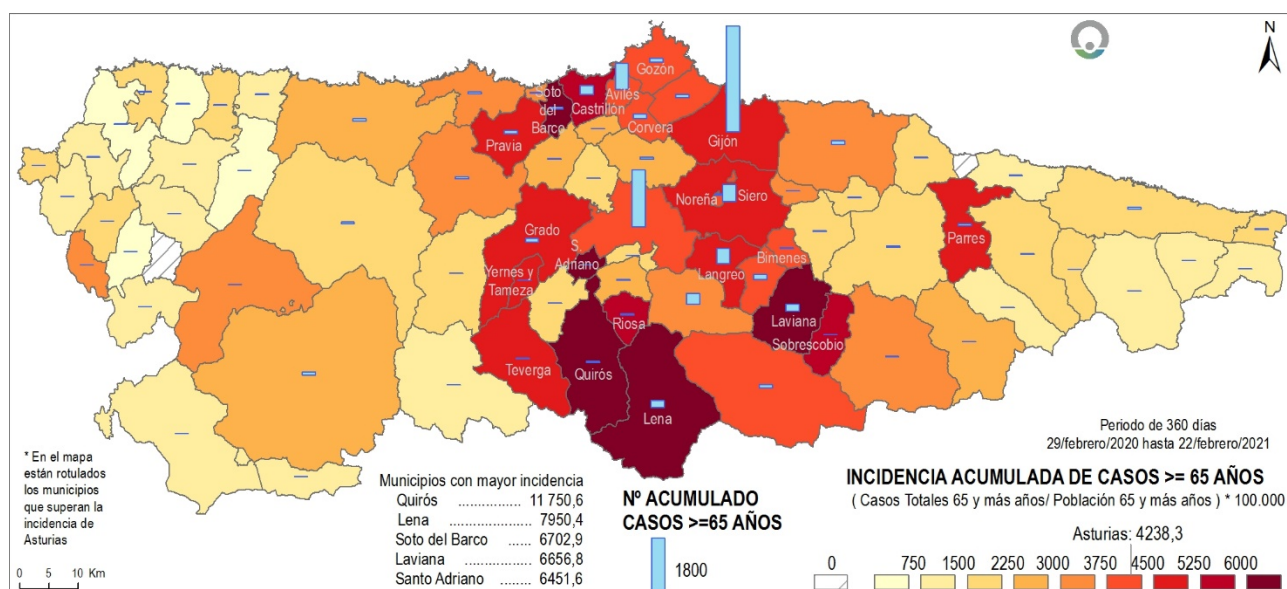 N
Gozón
Avilés
Soto
del
Barco
Castrillón
Corvera
Pravia
Gijón
Noreña
Siero
Grado
S.
Adriano
Yernes y
Tameza
Langreo
Bimenes
Parres
Riosa
Laviana
Sobrescobio
Teverga
Quirós
Lena
* En el mapa
están rotulados
los municipios
que superan la
incidencia de
Asturias
0 5 10 Km
Municipios con mayor incidencia
Quirós ................ 11 750,6
Lena ................ 7950,4
Soto del Barco ...... 6702,9
Laviana ................ 6656,8
Santo Adriano ...... 6451,6
Nº ACUMULADO
CASOS >=65 AÑOS
1800
Periodo de 360 días
29/febrero/2020 hasta 22/febrero/2021
INCIDENCIA ACUMULADA DE CASOS >= 65 AÑOS
( Casos Totales 65 y más años/ Población 65 y más años ) * 100.000
Asturias: 4238,3
0 750 1500 2250 3000 3750 4500 5250 6000